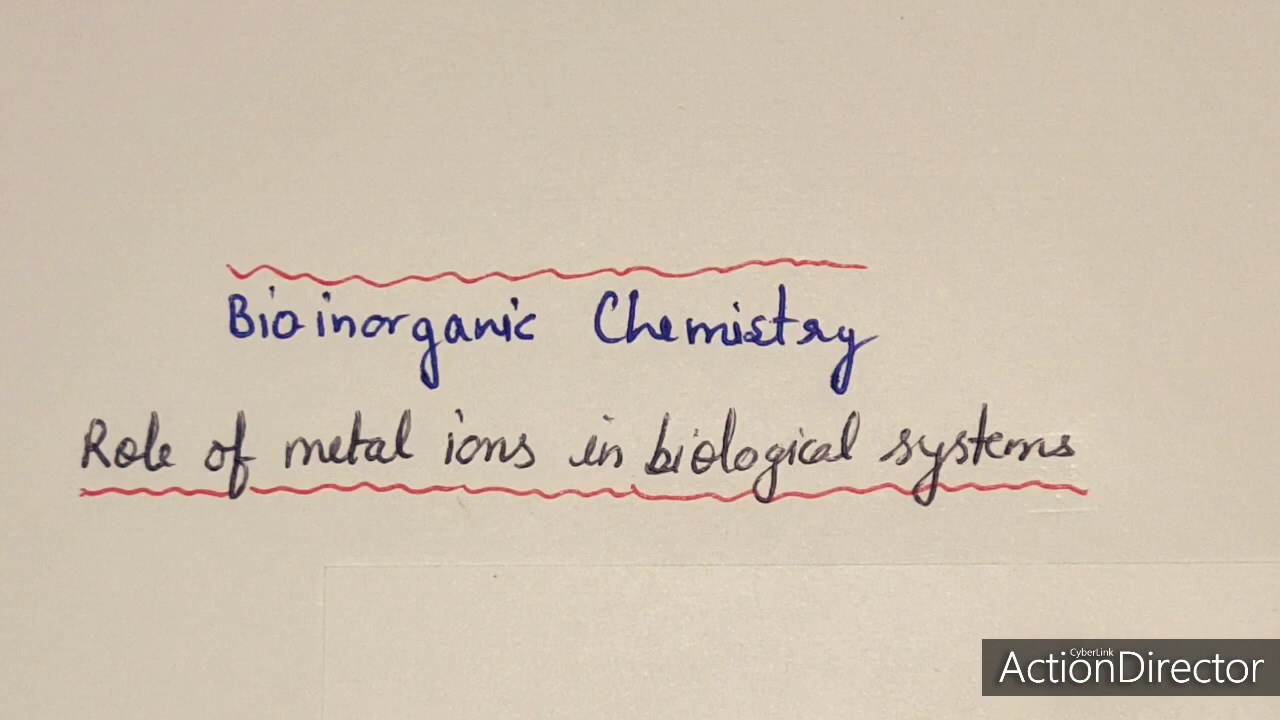 Bioinorganic Chemistry
Role of metal ions in biological systems
CyberLink
ActionDirector